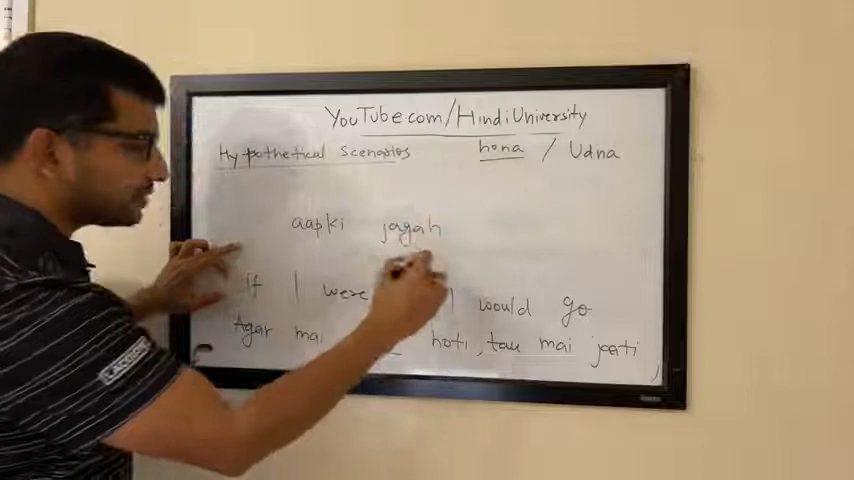 YouTube.com/HindiUniversity
Hypothetical Scenarios hona / Udna
aapki jagah
if I were I would go
Agar mai _ hoti, tau mai jaati
LACOSTE